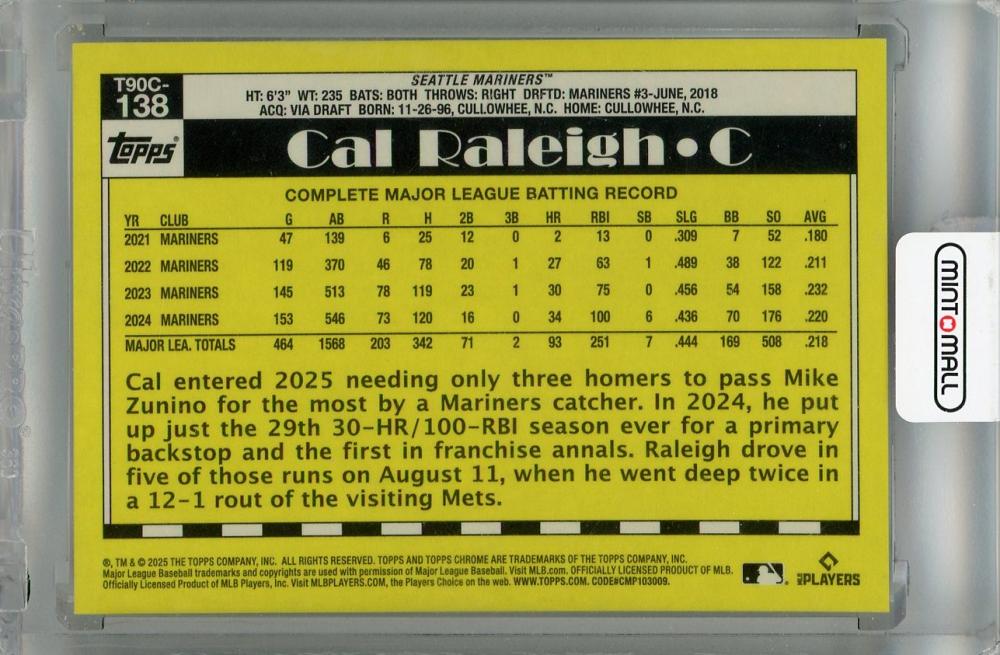 T90C-
138
SEATTLE MARINERS™
HT: 6'3" WT: 235 BATS: BOTH THROWS: RIGHT DRFTD: MARINERS #3-JUNE, 2018
ACQ: VIA DRAFT BORN: 11-26-96, CULLOWHEE, N.C. HOME: CULLOWHEE, N.C.
Topps®
Cal Raleigh • C
COMPLETE MAJOR LEAGUE BATTING RECORD
YR CLUB G AB R H 2B 3B HR RBI SB SLG BB SO AVG
2021 MARINERS 47 139 6 25 12 0 2 13 0 .309 7 52 .180
2022 MARINERS 119 370 46 78 20 1 27 63 1 .489 38 122 .211
2023 MARINERS 145 513 78 119 23 1 30 75 0 .456 54 158 .232
2024 MARINERS 153 546 73 120 16 0 34 100 6 .436 70 176 .220
MAJOR LEA. TOTALS 464 1568 203 342 71 2 93 251 7 .444 169 508 .218
Cal entered 2025 needing only three homers to pass Mike
Zunino for the most by a Mariners catcher. In 2024, he put
up just the 29th 30-HR/100-RBI season ever for a primary
backstop and the first in franchise annals. Raleigh drove in
five of those runs on August 11, when he went deep twice in
a 12-1 rout of the visiting Mets.
®, TM & © 2025 THE TOPPS COMPANY, INC. ALL RIGHTS RESERVED. TOPPS AND TOPPS CHROME ARE TRADEMARKS OF THE TOPPS COMPANY, INC.
Major League Baseball trademarks and copyrights are used with permission of Major League Baseball. Visit MLB.com. OFFICIALLY LICENSED PRODUCT OF MLB.
Officially Licensed Product of MLB Players, Inc. Visit MLBPLAYERS.COM, the Players Choice on the web. WWW.TOPPS.COM. CODE#CMP103009.
MLB PLAYERS
MINT MALL